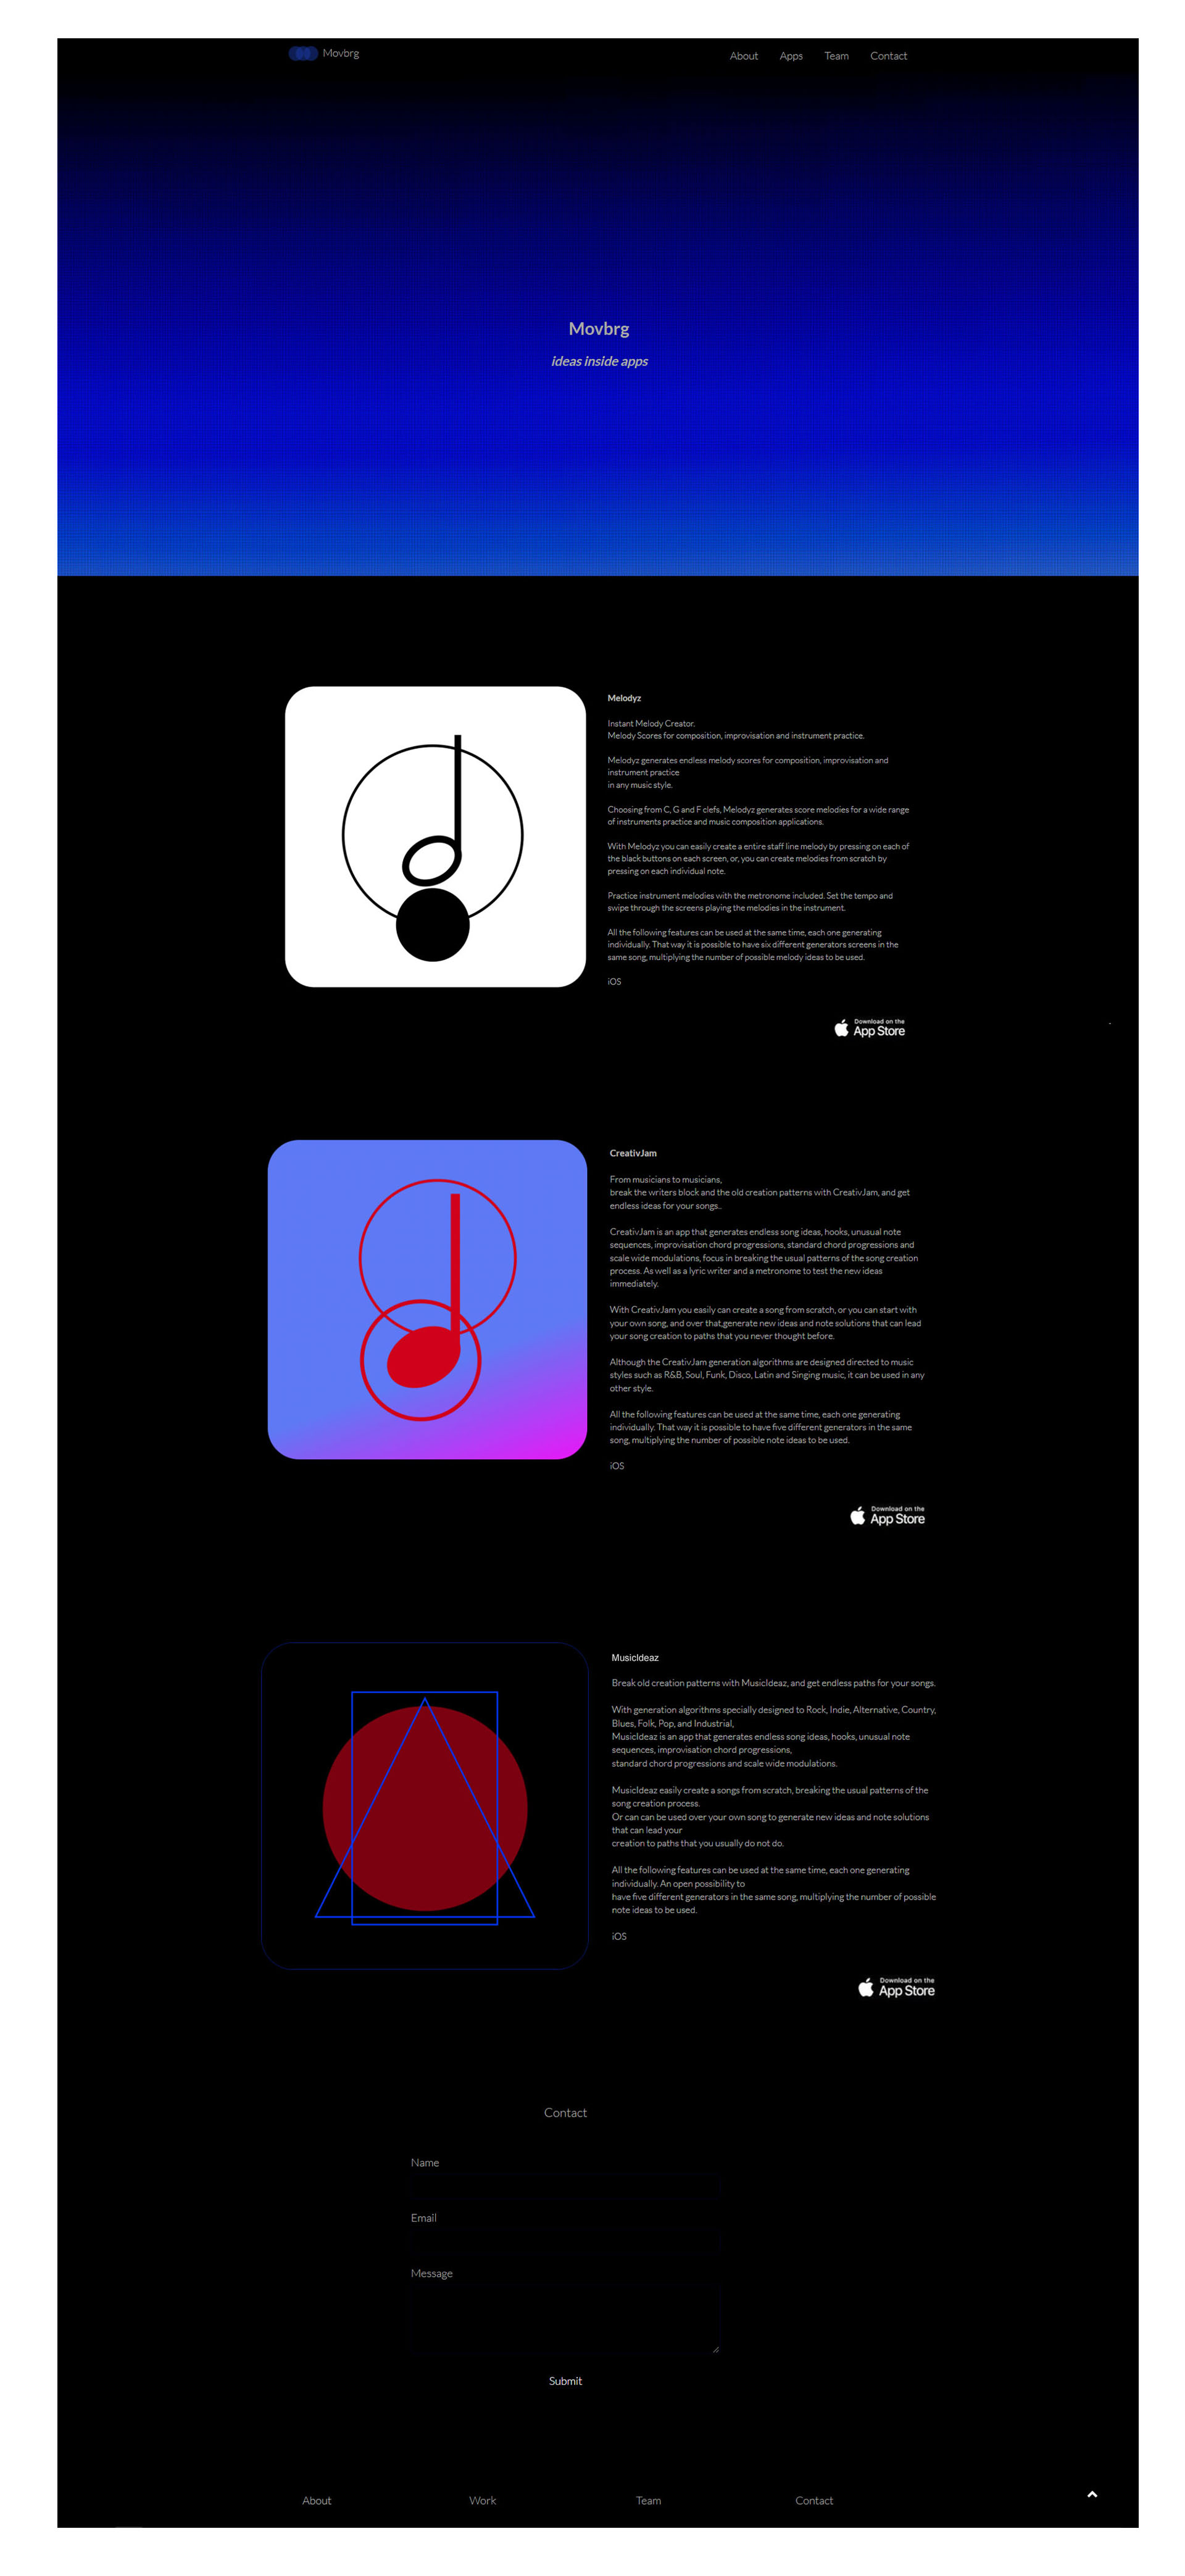 Movbrg
About Apps Team Contact
Movbrg
ideas inside apps
Melodyz
Instant Melody Creator.
Melody Scores for composition, improvisation and instrument practice.
Melodyz generates endless melody scores for composition, improvisation and
instrument practice
in any music style.
Choosing from C, G and F clefs, Melodyz generates score melodies for a wide range
of instruments practice and music composition applications.
With Melodyz you can easily create a entire staff line melody by pressing on each of
the black buttons on each screen, or, you can create melodies from scratch by
pressing on each individual note.
Practice instrument melodies with the metronome included. Set the tempo and
swipe through the screens playing the melodies in the instrument.
All the following features can be used at the same time, each one generating
individually. That way it is possible to have six different generators screens in the
same song, multiplying the number of possible melody ideas to be used.
iOS
Download on the
App Store
CreativJam
From musicians to musicians,
break the writers block and the old creation patterns with CreativJam, and get
endless ideas for your songs..
CreativJam is an app that generates endless song ideas, hooks, unusual note
sequences, improvisation chord progressions, standard chord progressions and
scale wide modulations, focus in breaking the usual patterns of the song creation
process. As well as a lyric writer and a metronome to test the new ideas
immediately.
With CreativJam you easily can create a song from scratch, or you can start with
your own song, and over that,generate new ideas and note solutions that can lead
your song creation to paths that you never thought before.
Although the CreativJam generation algorithms are designed directed to music
styles such as R&B, Soul, Funk, Disco, Latin and Singing music, it can be used in any
other style.
All the following features can be used at the same time, each one generating
individually. That way it is possible to have five different generators in the same
song, multiplying the number of possible note ideas to be used.
iOS
Download on the
App Store
MusicIdeaz
Break old creation patterns with MusicIdeaz, and get endless paths for your songs.
With generation algorithms specially designed to Rock, Indie, Alternative, Country,
Blues, Folk, Pop, and Industrial,
MusicIdeaz is an app that generates endless song ideas, hooks, unusual note
sequences, improvisation chord progressions,
standard chord progressions and scale wide modulations.
MusicIdeaz easily create a songs from scratch, breaking the usual patterns of the
song creation process.
Or can can be used over your own song to generate new ideas and note solutions
that can lead your
creation to paths that you usually do not do.
All the following features can be used at the same time, each one generating
individually. An open possibility to
have five different generators in the same song, multiplying the number of possible
note ideas to be used.
iOS
Download on the
App Store
Contact
Name
Email
Message
Submit
About Work Team Contact